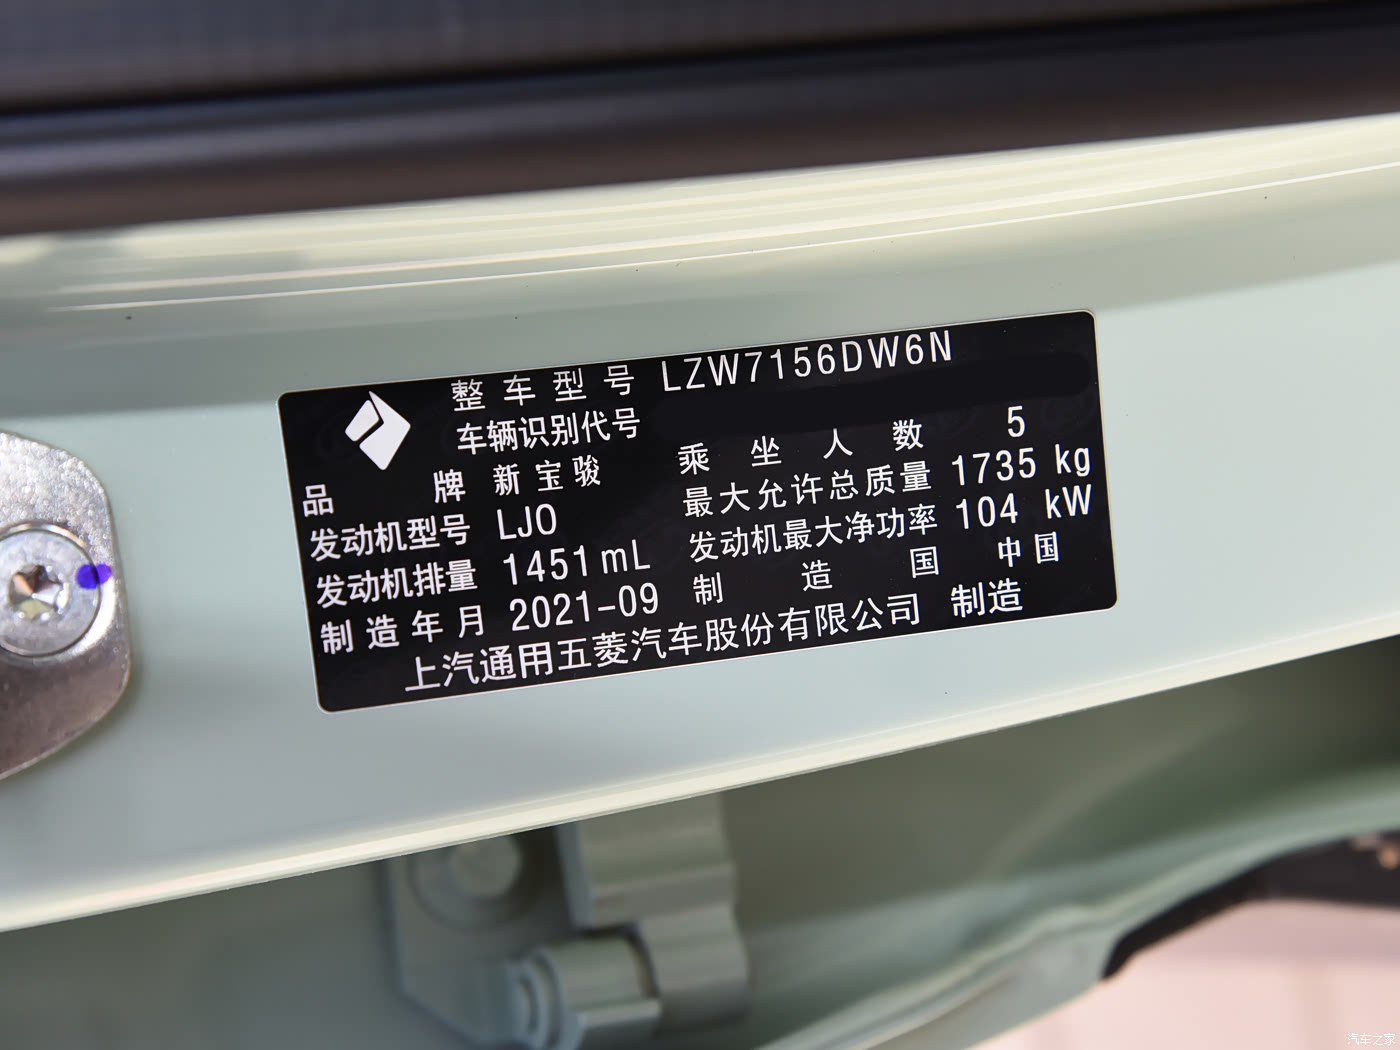 整车型号 LZW7156DW6N
车辆识别代号
品牌 新宝骏 乘坐人数 5
发动机型号 LJO 最大允许总质量 1735 kg
发动机排量 1451mL 发动机最大净功率 104 kW
制造年月 2021-09 制造国 中国
上汽通用五菱汽车股份有限公司 制造
汽车之家